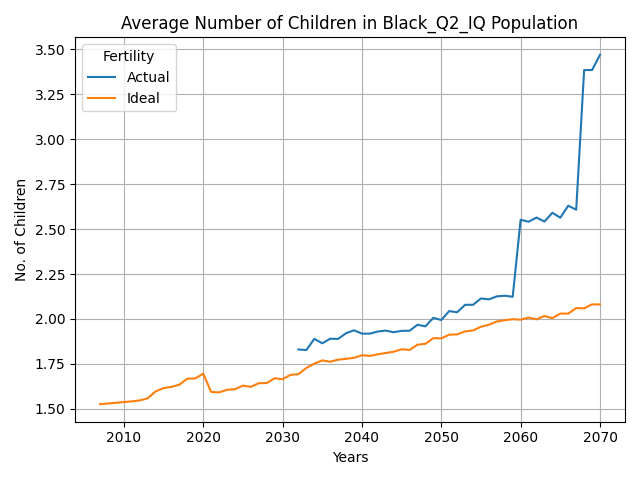 Average Number of Children in Black_Q2_IQ Population
Fertility
Actual
Ideal
No. of Children
3.50
3.25
3.00
2.75
2.50
2.25
2.00
1.75
1.50
2010 2020 2030 2040 2050 2060 2070
Years